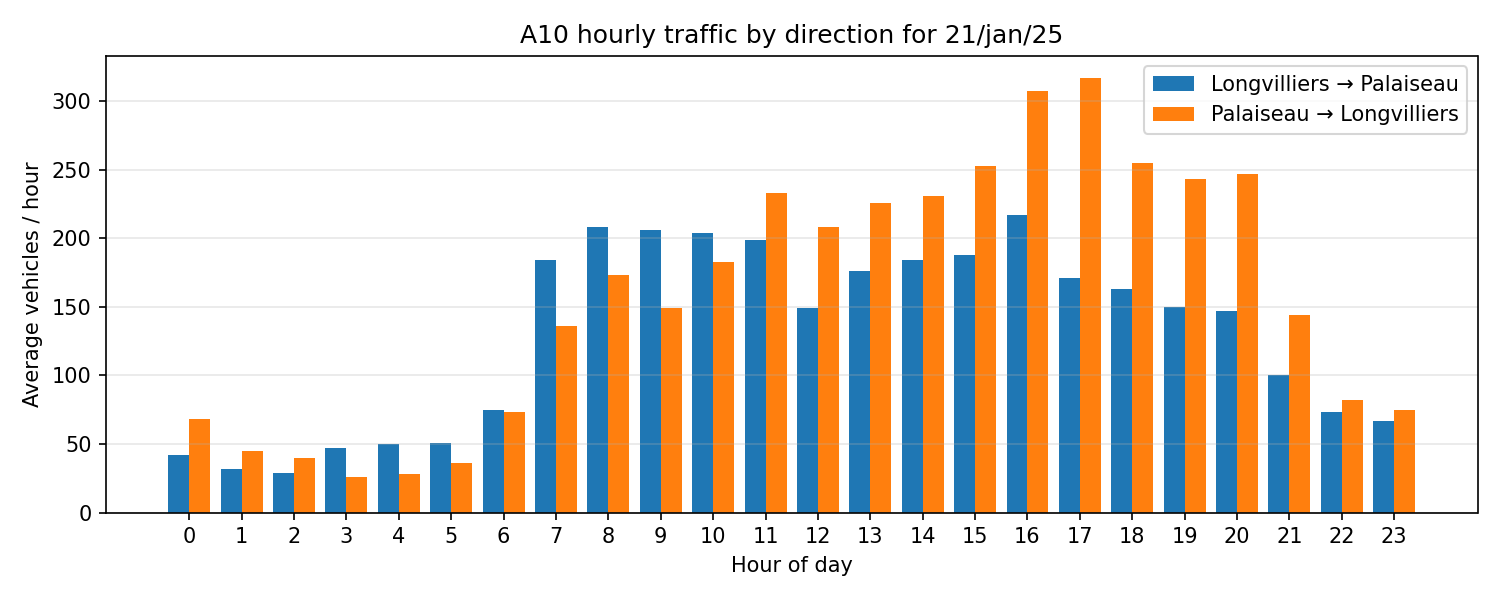 A10 hourly traffic by direction for 21/jan/25
Longvilliers → Palaiseau
Palaiseau → Longvilliers
Average vehicles / hour
300
250
200
150
100
50
0
0 1 2 3 4 5 6 7 8 9 10 11 12 13 14 15 16 17 18 19 20 21 22 23
Hour of day